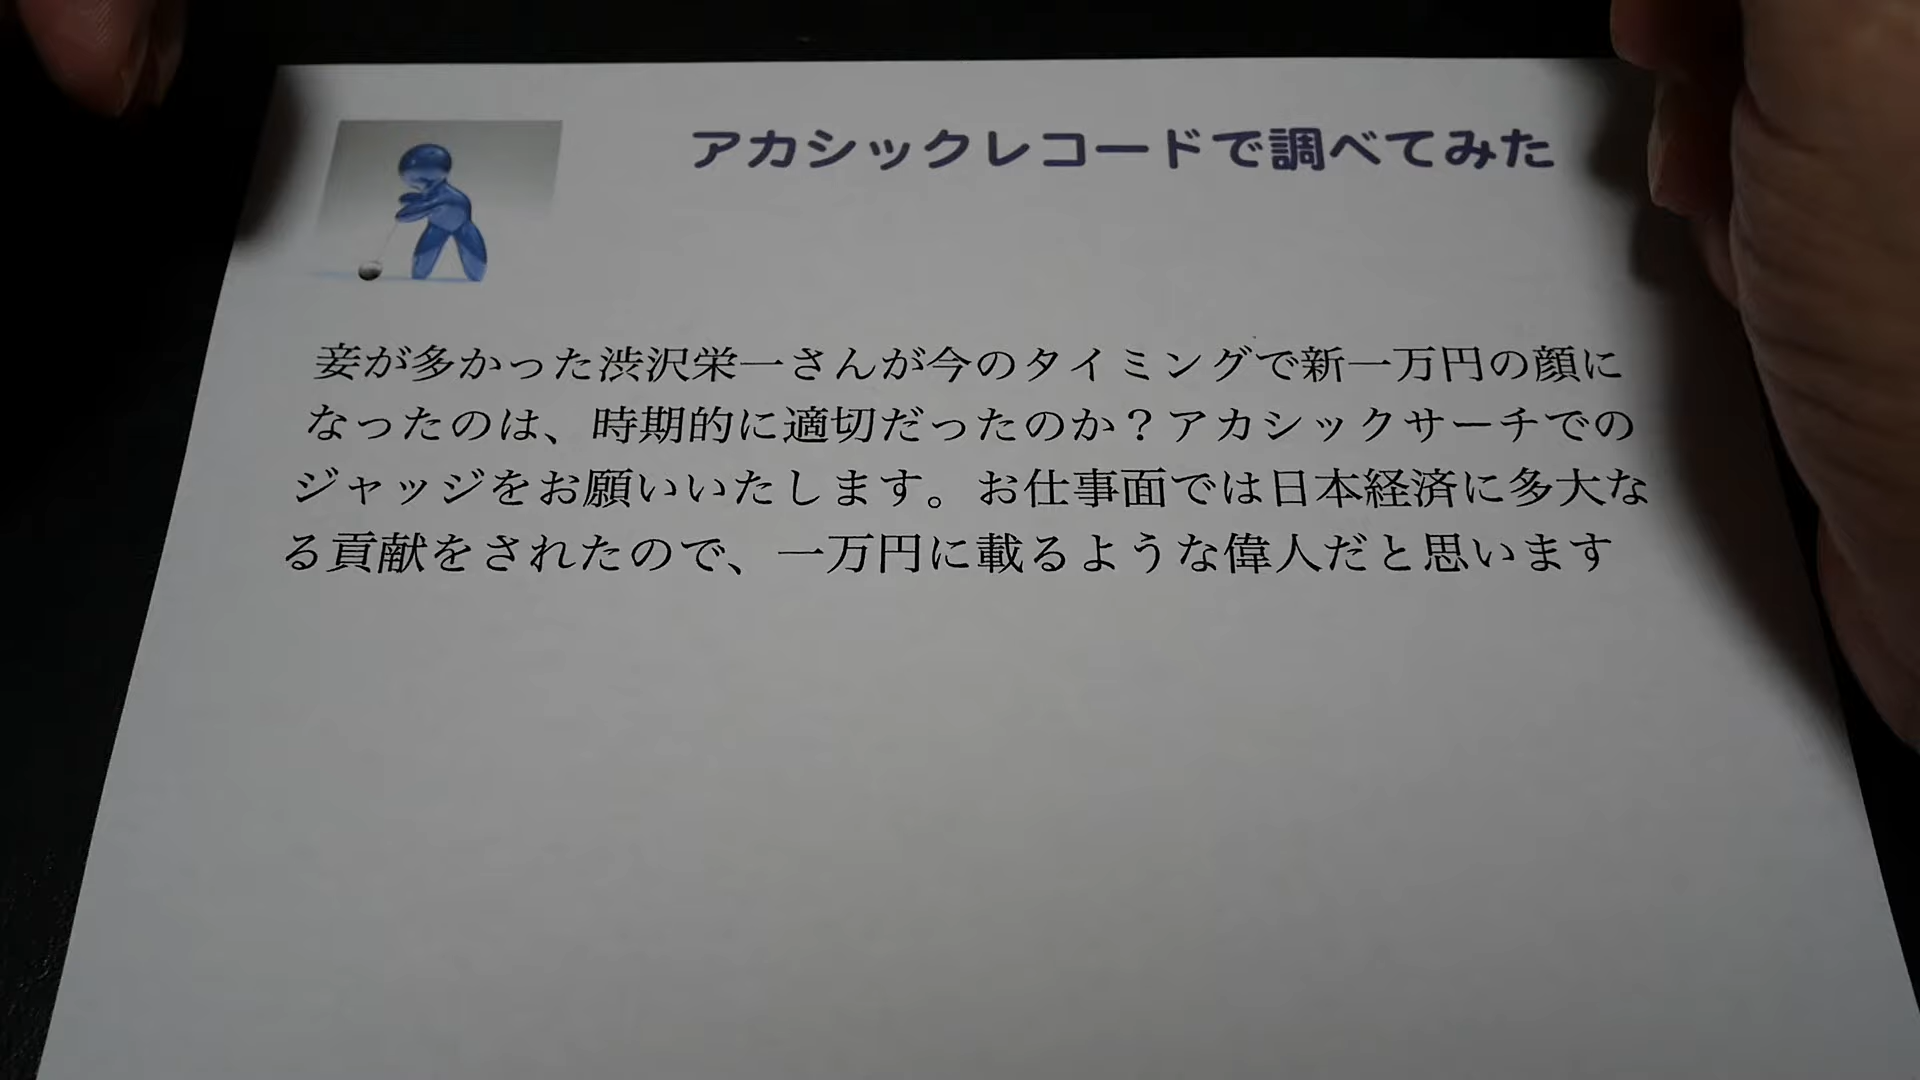 アカシックレコードで調べてみた
妾が多かった渋沢栄一さんが今のタイミングで新一万円の顔に
なったのは、時期的に適切だったのか？アカシックサーチでの
ジャッジをお願いいたします。お仕事面では日本経済に多大な
る貢献をされたので、一万円に載るような偉人だと思います